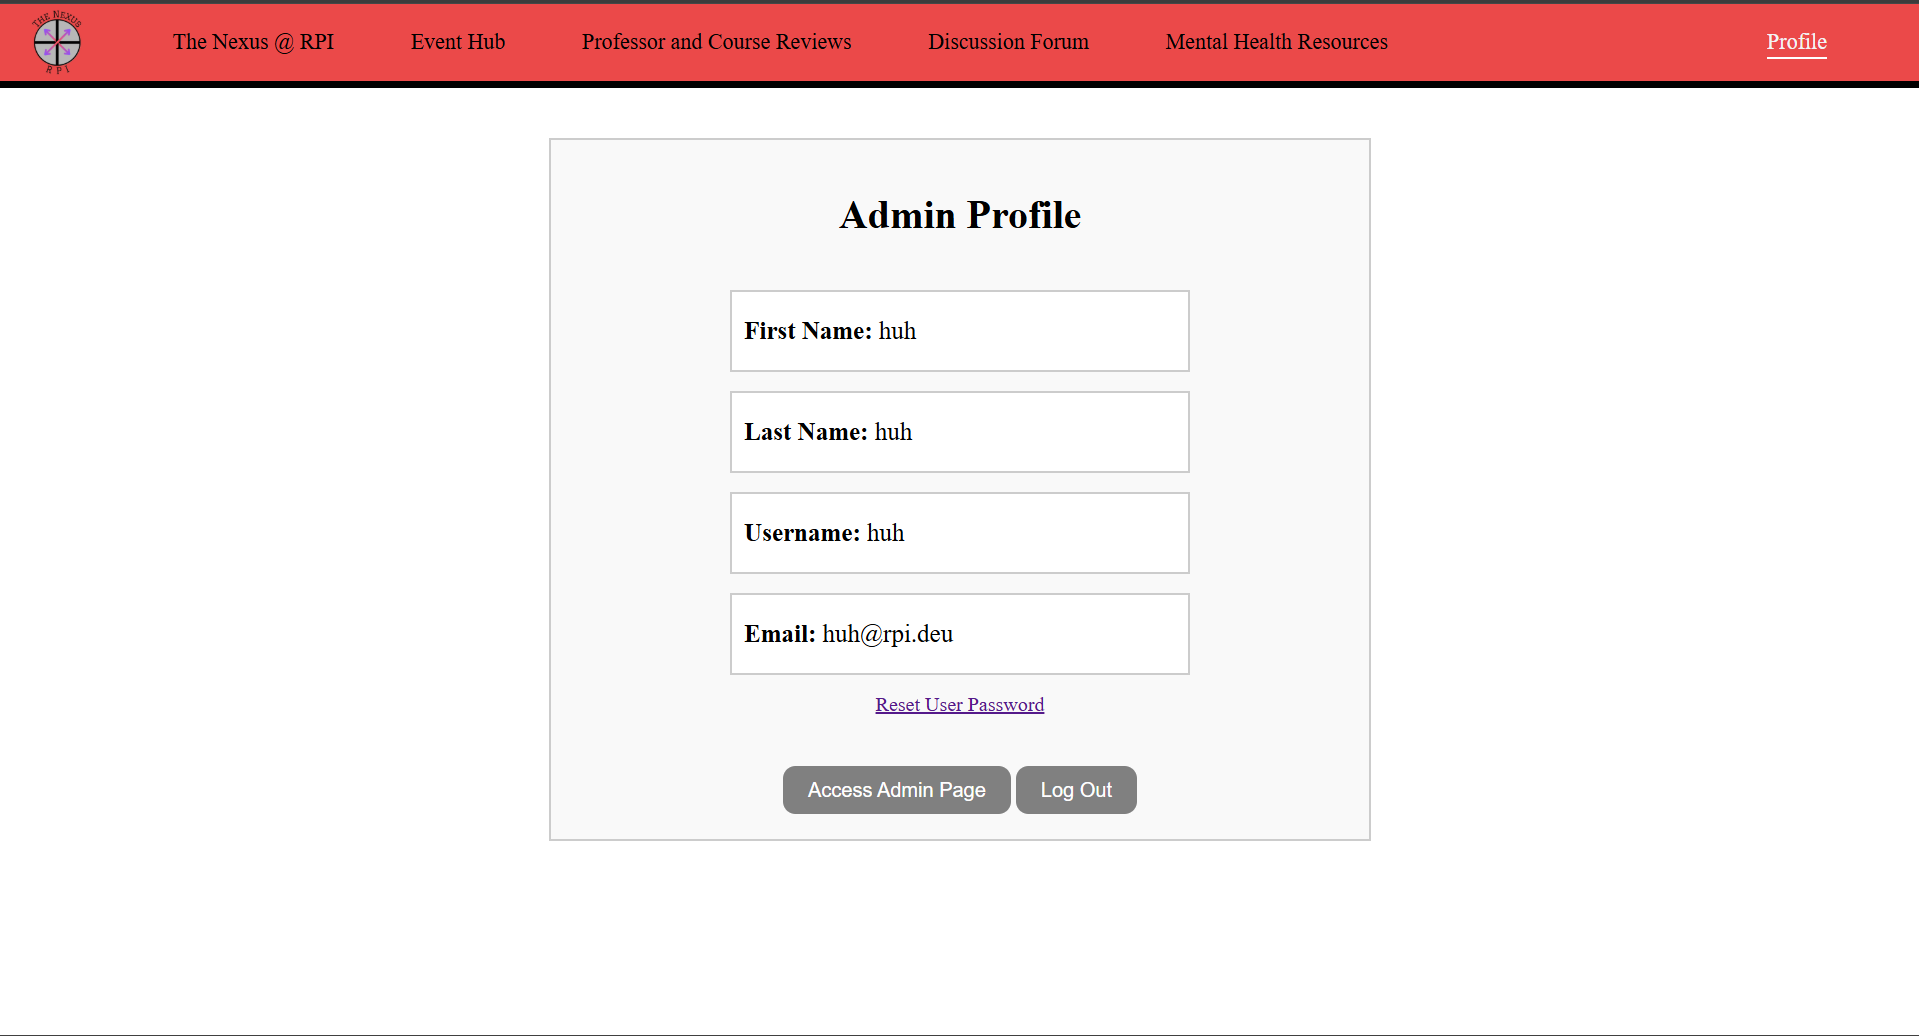 THE NEXUS
RPI
The Nexus @ RPI
Event Hub
Professor and Course Reviews
Discussion Forum
Mental Health Resources
Profile
Admin Profile
First Name: huh
Last Name: huh
Username: huh
Email: huh@rpi.deu
Reset User Password
Access Admin Page
Log Out